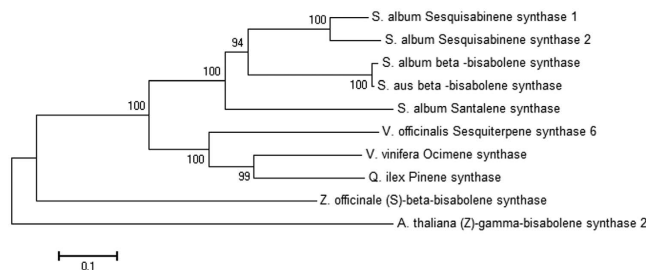 S. album Sesquisabinene synthase 1
100
S. album Sesquisabinene synthase 2
94
S. album beta -bisabolene synthase
100
100
S. aus beta -bisabolene synthase
100
S. album Santalene synthase
V. officinalis Sesquiterpene synthase 6
100
V. vinifera Ocimene synthase
99
Q. ilex Pinene synthase
Z. officinale (S)-beta-bisabolene synthase
A. thaliana (Z)-gamma-bisabolene synthase 2
0.1